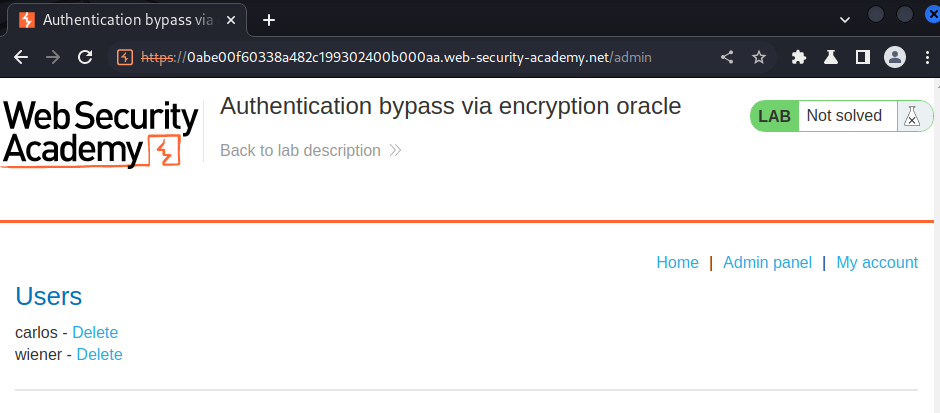 Authentication bypass via
https://0abe00f60338a482c199302400b000aa.web-security-academy.net/admin
Web Security
Academy
Authentication bypass via encryption oracle
Back to lab description
LAB Not solved
Home | Admin panel | My account
Users
carlos - Delete
wiener - Delete